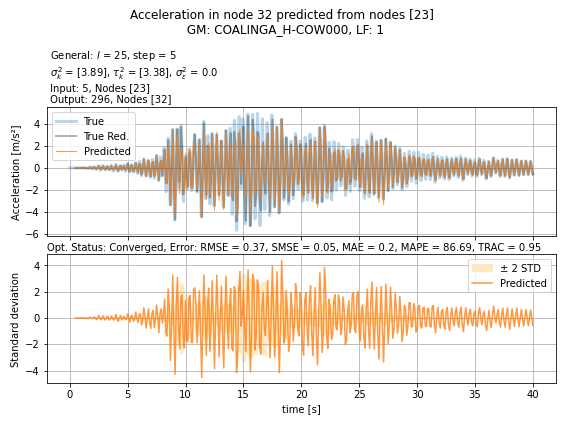 Acceleration in node 32 predicted from nodes [23]
GM: COALINGA_H-COW000, LF: 1
General: l = 25, step = 5
σ²ₖ = [3.89], τ²ₖ = [3.38], σ²ε = 0.0
Input: 5, Nodes [23]
Output: 296, Nodes [32]
True
True Red.
Predicted
Acceleration [m/s²]
4
2
0
−2
−4
−6
Opt. Status: Converged, Error: RMSE = 0.37, SMSE = 0.05, MAE = 0.2, MAPE = 86.69, TRAC = 0.95
± 2 STD
Predicted
Standard deviation
4
2
0
−2
−4
0 5 10 15 20 25 30 35 40
time [s]